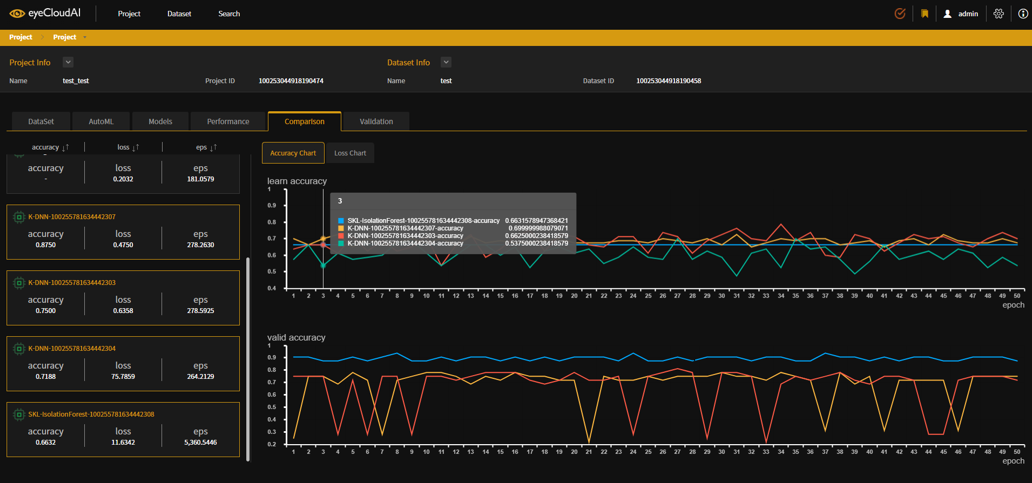 eyeCloudAI
Project Dataset Search admin
Project Project
Project Info Dataset Info
Name test_test Project ID 100253044918190474 Name test Dataset ID 100253044918190458
DataSet AutoML Models Performance Comparison Validation
accuracy ↓↑ loss ↓↑ eps ↓↑
Accuracy Chart Loss Chart
accuracy loss eps
- 0.2032 181.0579
K-DNN-100255781634442307
accuracy loss eps
0.8750 0.4750 278.2630
K-DNN-100255781634442303
accuracy loss eps
0.7500 0.6358 278.5925
K-DNN-100255781634442304
accuracy loss eps
0.7188 75.7859 264.2129
SKL-IsolationForest-100255781634442308
accuracy loss eps
0.6632 11.6342 5,360.5446
learn accuracy
1
0.9
0.8
0.7
0.6
0.5
0.4
3
SKL-IsolationForest-100255781634442308-accuracy 0.6631578947368421
K-DNN-100255781634442307-accuracy 0.699999988079071
K-DNN-100255781634442303-accuracy 0.6625000238418579
K-DNN-100255781634442304-accuracy 0.5375000238418579
1 2 3 4 5 6 7 8 9 10 11 12 13 14 15 16 17 18 19 20 21 22 23 24 25 26 27 28 29 30 31 32 33 34 35 36 37 38 39 40 41 42 43 44 45 46 47 48 49 50
epoch
valid accuracy
1
0.9
0.8
0.7
0.6
0.5
0.4
0.3
0.2
1 2 3 4 5 6 7 8 9 10 11 12 13 14 15 16 17 18 19 20 21 22 23 24 25 26 27 28 29 30 31 32 33 34 35 36 37 38 39 40 41 42 43 44 45 46 47 48 49 50
epoch